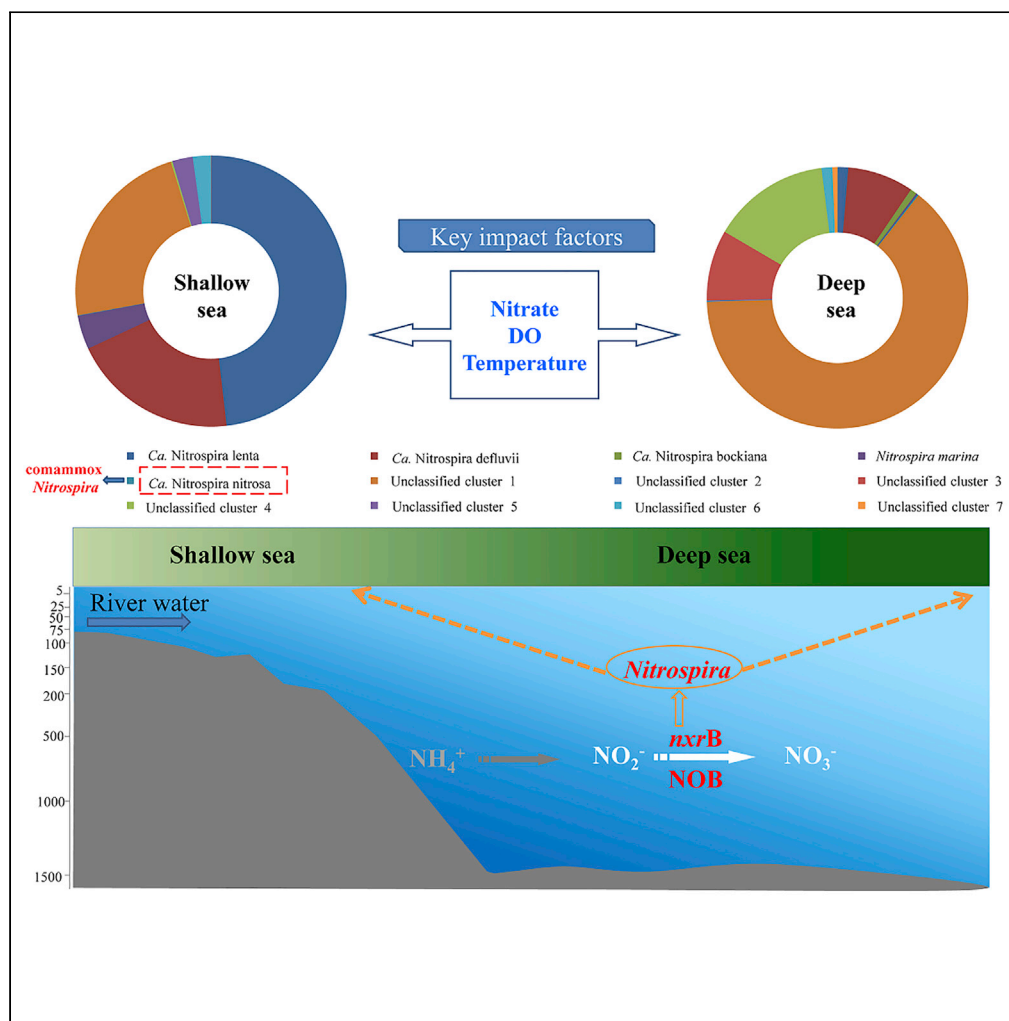 Shallow
sea
Key impact factors
Nitrate
DO
Temperature
Deep
sea
Ca. Nitrospira lenta
Ca. Nitrospira defluvii
Ca. Nitrospira bockiana
Nitrospira marina
comammox
Nitrospira
Ca. Nitrospira nitrosa
Unclassified cluster 1
Unclassified cluster 2
Unclassified cluster 3
Unclassified cluster 4
Unclassified cluster 5
Unclassified cluster 6
Unclassified cluster 7
Shallow sea
Deep sea
5
25
50
75
100
150
200
500
1000
1500
River water
Nitrospira
NH₄⁺
NO₂⁻
nxrB
NOB
NO₃⁻